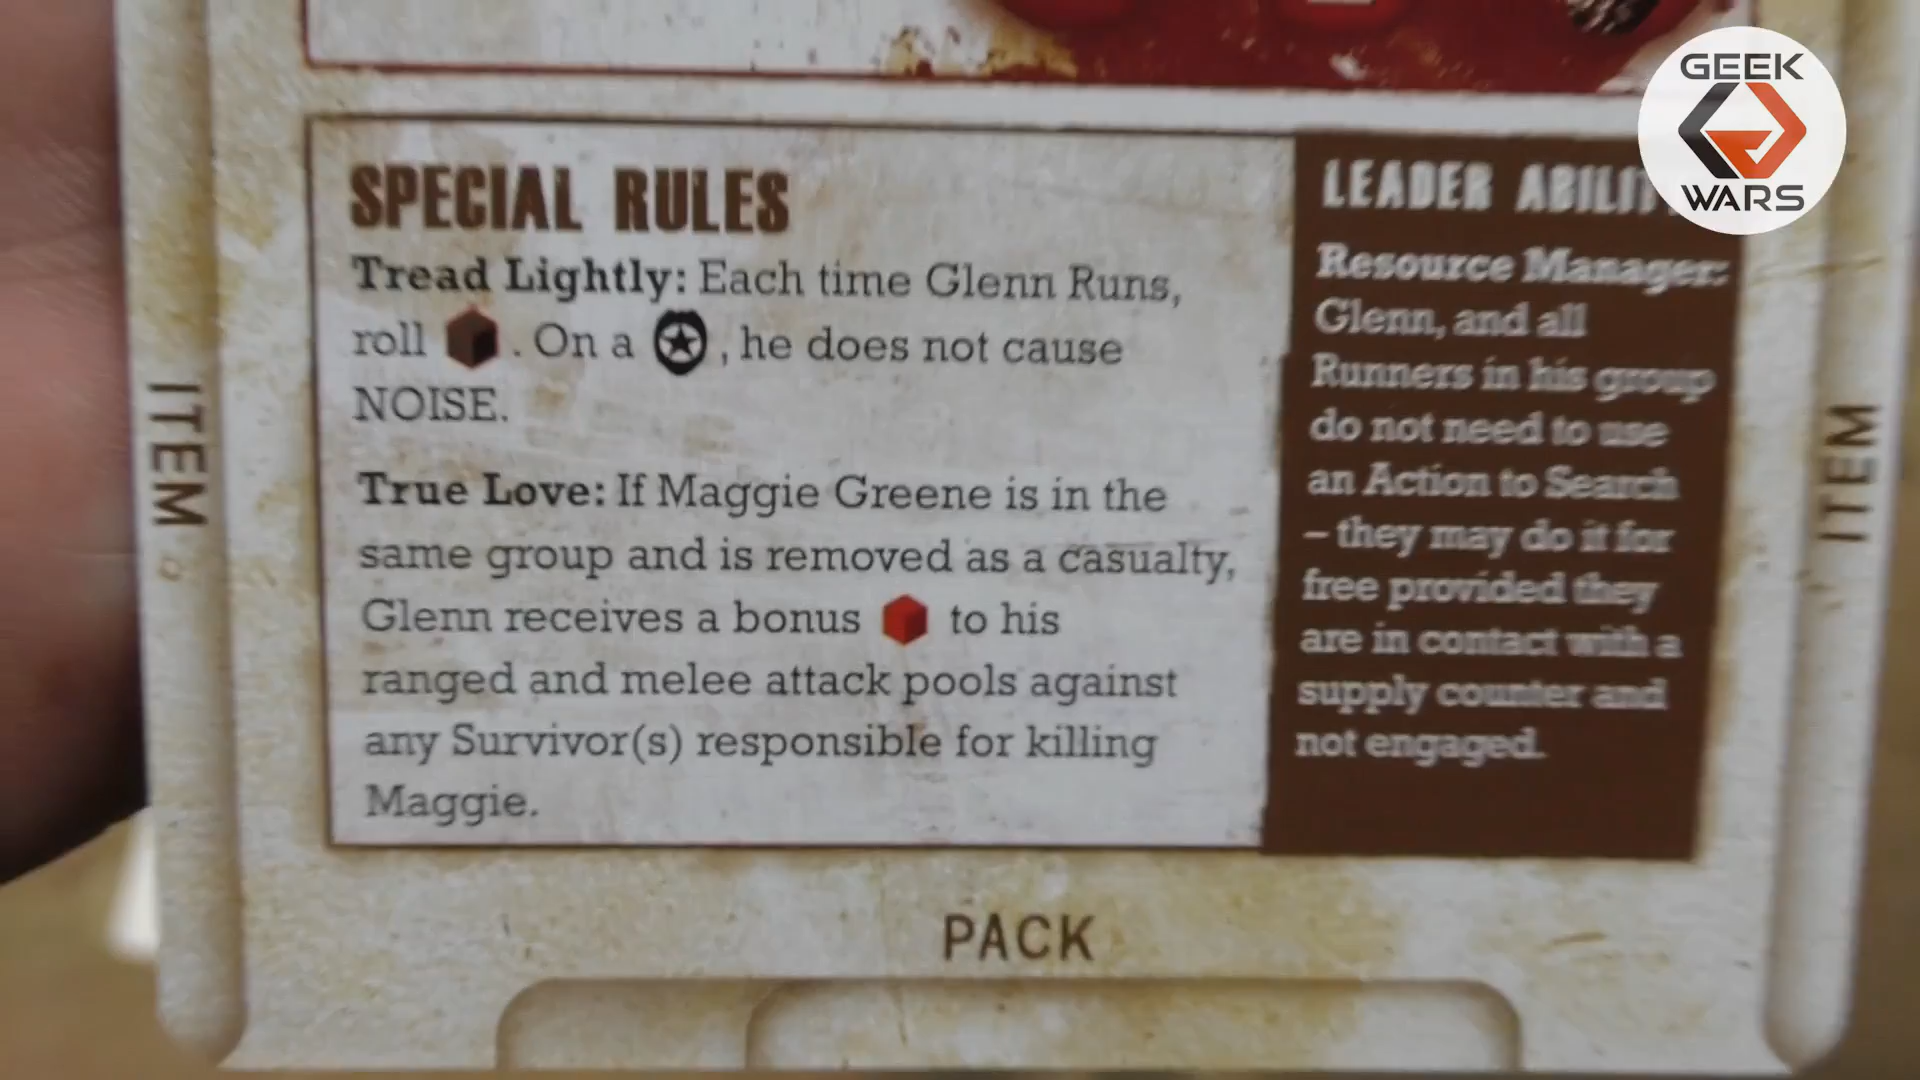 GEEK
WARS
SPECIAL RULES
Tread Lightly: Each time Glenn Runs,
roll . On a , he does not cause
NOISE.
True Love: If Maggie Greene is in the
same group and is removed as a casualty,
Glenn receives a bonus to his
ranged and melee attack pools against
any Survivor(s) responsible for killing
Maggie.
LEADER
Resource Manager:
Glenn, and all
Runners in his group
do not need to use
an Action to Search
– they may do it for
free provided they
are in contact with a
supply counter and
not engaged.
ITEM
ITEM
PACK